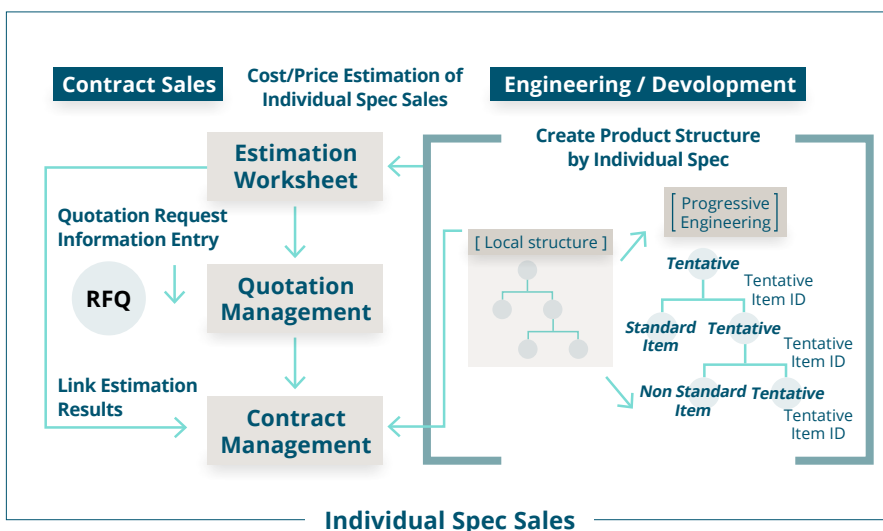 Contract Sales
Cost/Price Estimation of
Individual Spec Sales
Engineering / Devolopment
Estimation
Worksheet
Quotation Request
Information Entry
RFQ
Quotation
Management
Link Estimation
Results
Contract
Management
Create Product Structure
by Individual Spec
[ Local structure ]
[ Progressive
Engineering ]
Tentative
Tentative
Item ID
Standard
Item
Tentative
Tentative
Item ID
Non Standard
Item
Tentative
Tentative
Item ID
Individual Spec Sales